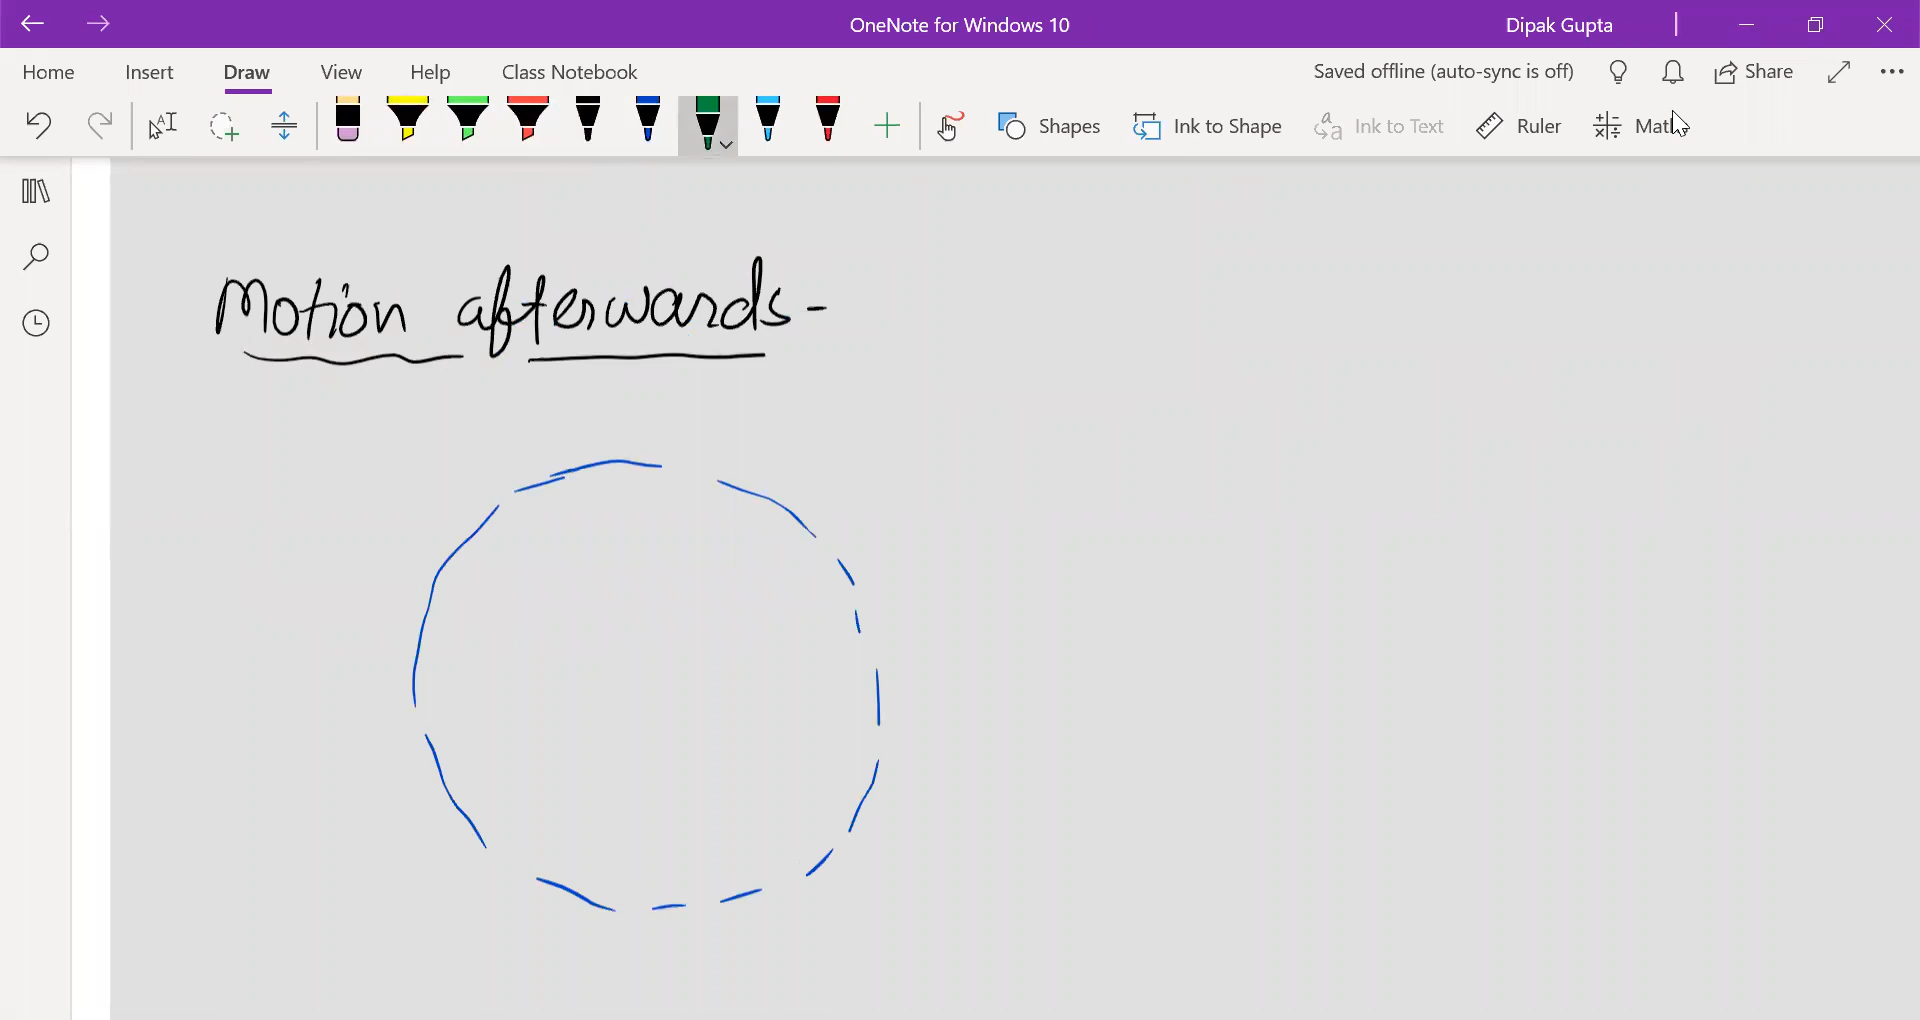 OneNote for Windows 10
Dipak Gupta
Home Insert Draw View Help Class Notebook
Saved offline (auto-sync is off) Share
Shapes Ink to Shape Ink to Text Ruler Math
Motion afterwards -